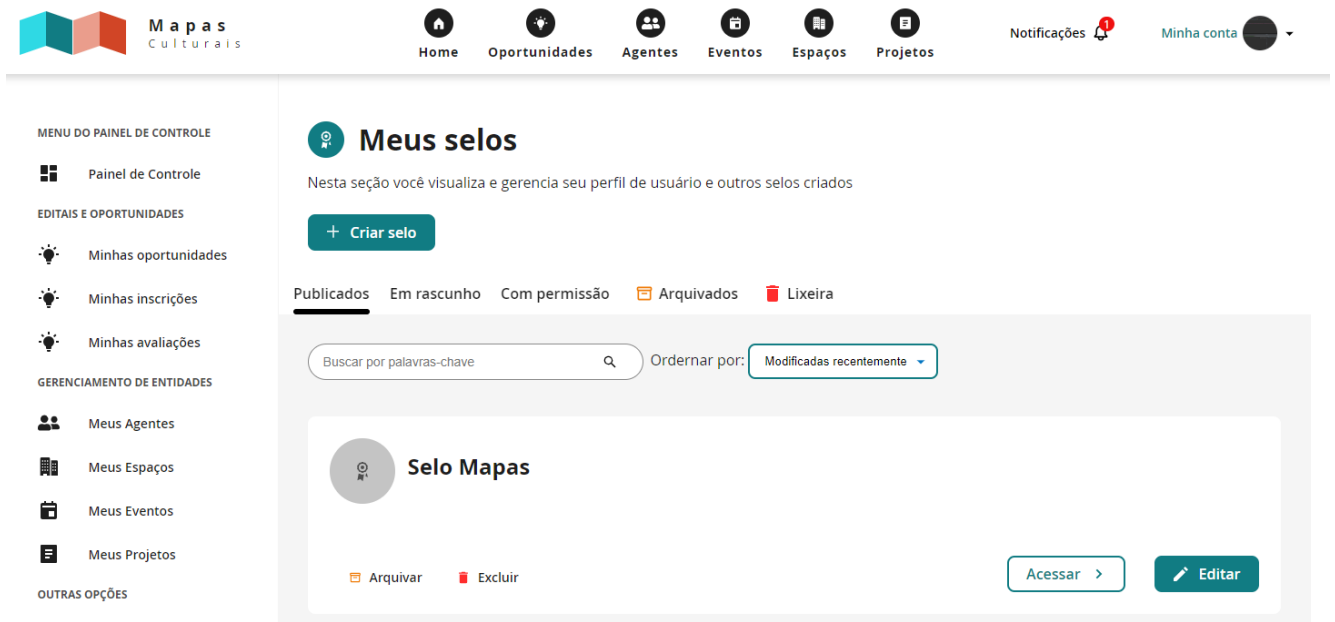 Mapas
Culturais
Home
Oportunidades
Agentes
Eventos
Espaços
Projetos
Notificações
1
Minha conta
MENU DO PAINEL DE CONTROLE
Painel de Controle
EDITAIS E OPORTUNIDADES
Minhas oportunidades
Minhas inscrições
Minhas avaliações
GERENCIAMENTO DE ENTIDADES
Meus Agentes
Meus Espaços
Meus Eventos
Meus Projetos
OUTRAS OPÇÕES
Meus selos
Nesta seção você visualiza e gerencia seu perfil de usuário e outros selos criados
+ Criar selo
Publicados Em rascunho Com permissão Arquivados Lixeira
Buscar por palavras-chave
Ordernar por: Modificadas recentemente
Selo Mapas
Arquivar Excluir Acessar > Editar